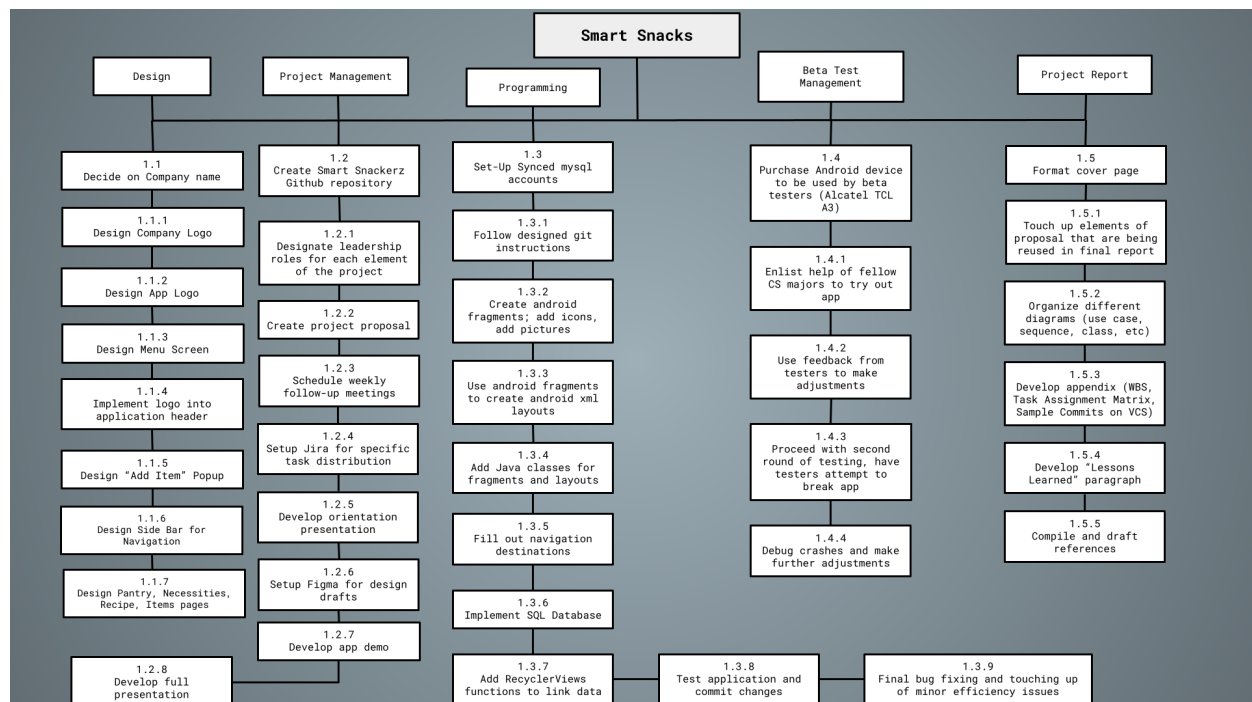 Smart Snacks
Design
1.1
Decide on Company name
1.1.1
Design Company Logo
1.1.2
Design App Logo
1.1.3
Design Menu Screen
1.1.4
Implement logo into
application header
1.1.5
Design “Add Item” Popup
1.1.6
Design Side Bar for
Navigation
1.1.7
Design Pantry, Necessities,
Recipe, Items pages
Project Management
1.2
Create Smart Snackerz
Github repository
1.2.1
Designate leadership
roles for each element
of the project
1.2.2
Create project proposal
1.2.3
Schedule weekly
follow-up meetings
1.2.4
Setup Jira for specific
task distribution
1.2.5
Develop orientation
presentation
1.2.6
Setup Figma for design
drafts
1.2.7
Develop app demo
1.2.8
Develop full
presentation
Programming
1.3
Set-Up Synced mysql
accounts
1.3.1
Follow designed git
instructions
1.3.2
Create android
fragments; add icons,
add pictures
1.3.3
Use android fragments
to create android xml
layouts
1.3.4
Add Java classes for
fragments and layouts
1.3.5
Fill out navigation
destinations
1.3.6
Implement SQL Database
1.3.7
Add RecyclerViews
functions to link data
1.3.8
Test application and
commit changes
1.3.9
Final bug fixing and touching up
of minor efficiency issues
Beta Test
Management
1.4
Purchase Android device
to be used by beta
testers (Alcatel TCL
A3)
1.4.1
Enlist help of fellow
CS majors to try out
app
1.4.2
Use feedback from
testers to make
adjustments
1.4.3
Proceed with second
round of testing, have
testers attempt to
break app
1.4.4
Debug crashes and make
further adjustments
Project Report
1.5
Format cover page
1.5.1
Touch up elements of
proposal that are being
reused in final report
1.5.2
Organize different
diagrams (use case,
sequence, class, etc)
1.5.3
Develop appendix (WBS,
Task Assignment Matrix,
Sample Commits on VCS)
1.5.4
Develop “Lessons
Learned” paragraph
1.5.5
Compile and draft
references